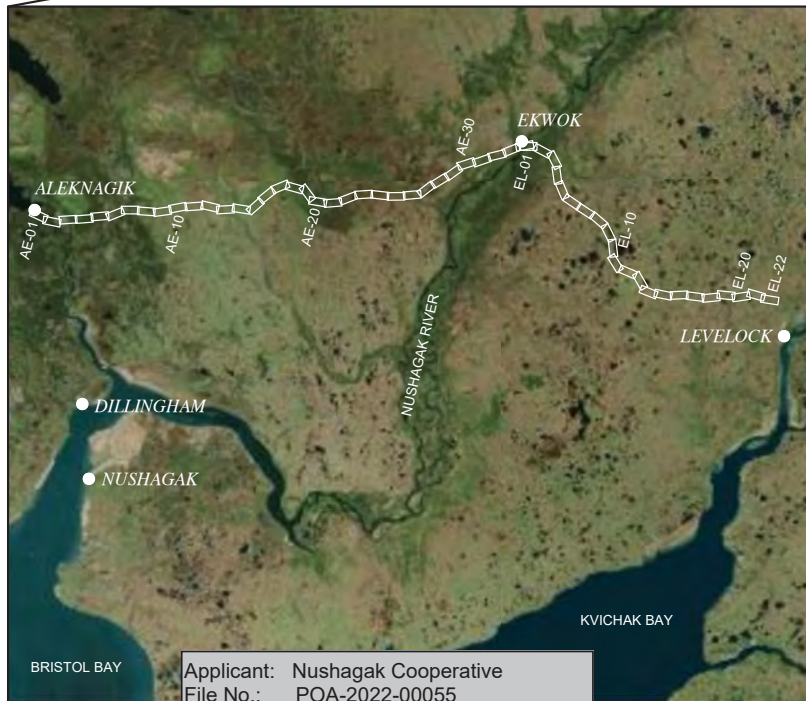 EKWOK
AE-30
EL-01
ALEKNAGIK
AE-01
AE-10
AE-20
EL-10
EL-20
EL-22
LEVELOCK
NUSHAGAK RIVER
DILLINGHAM
NUSHAGAK
KVICHAK BAY
BRISTOL BAY
Applicant: Nushagak Cooperative
File No.: POA-2022-00055